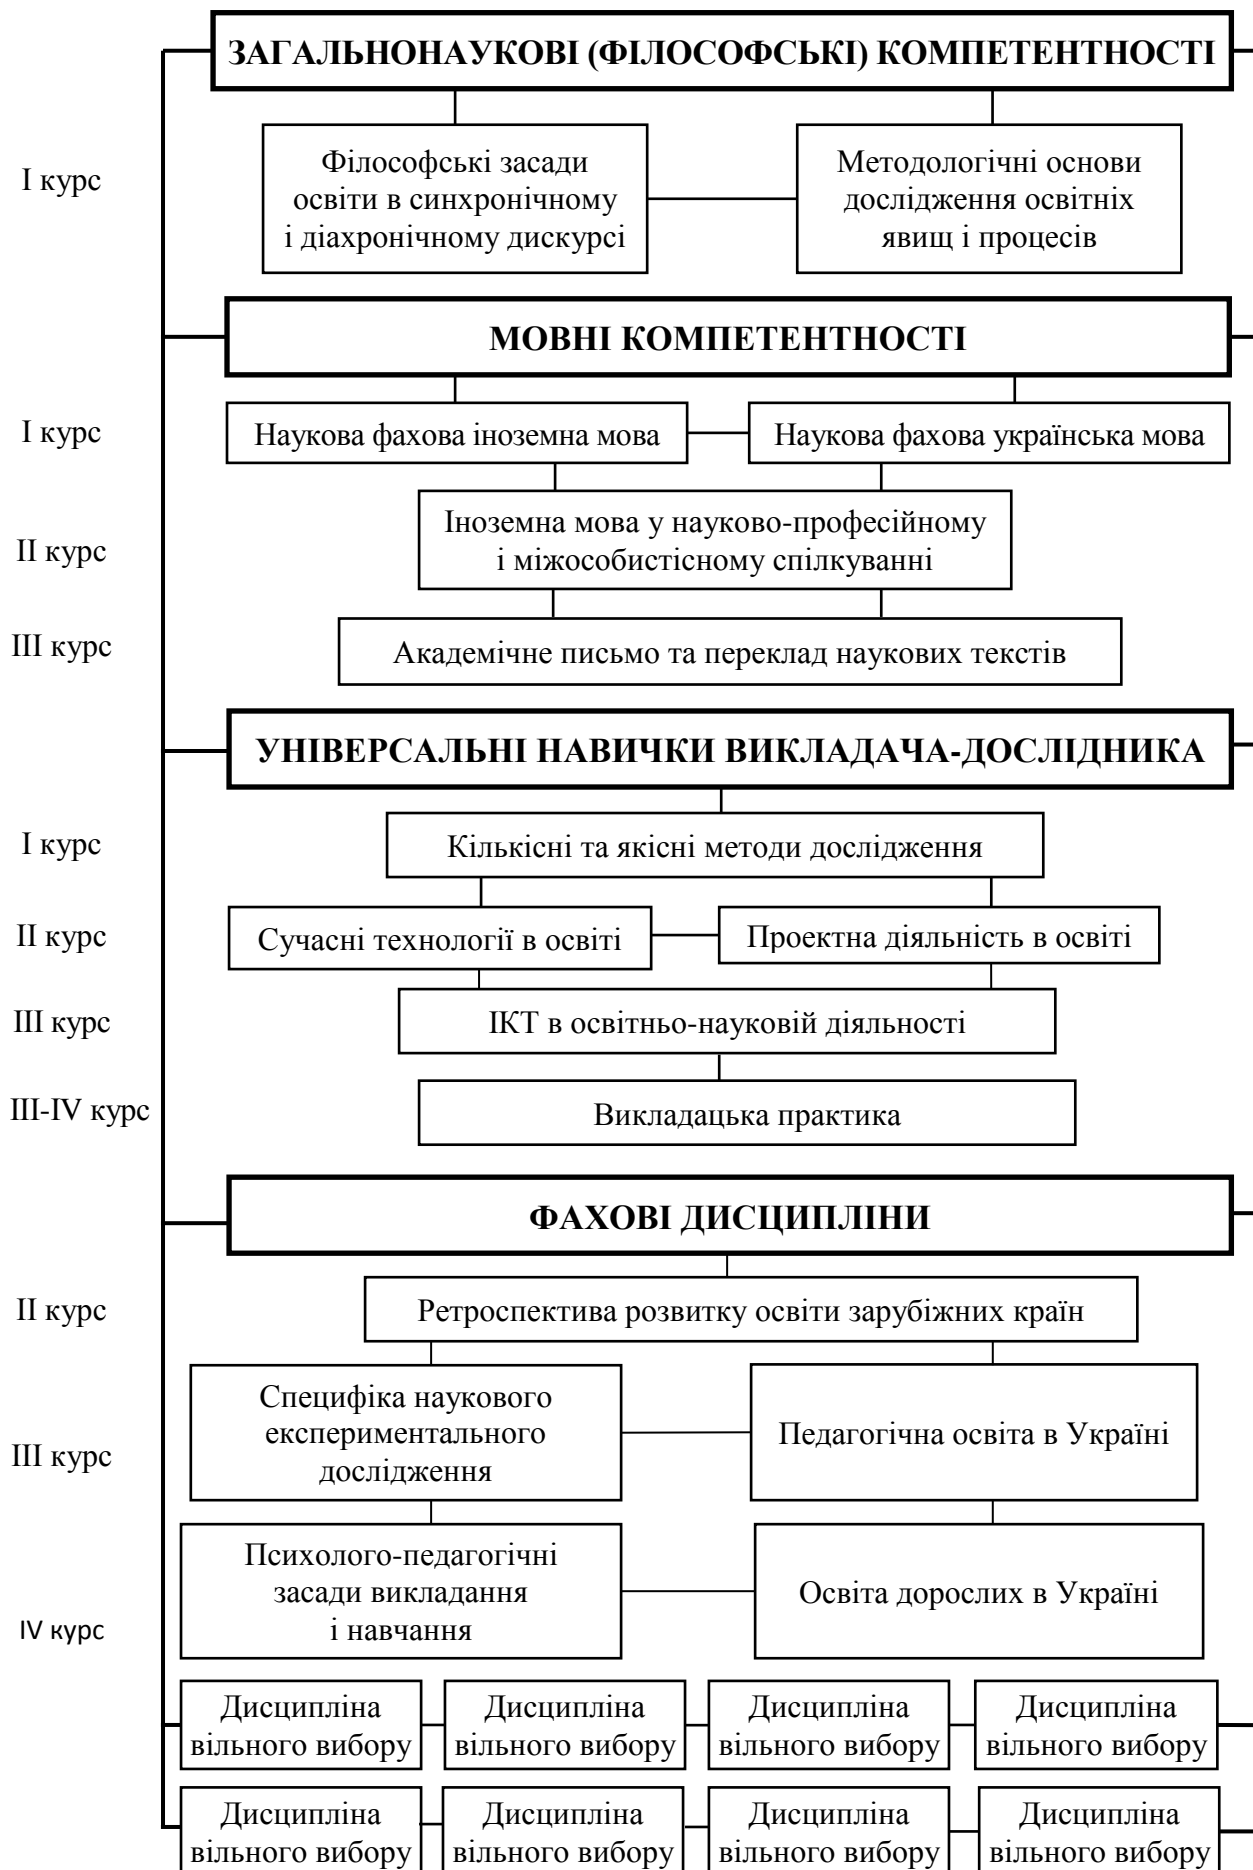 ЗАГАЛЬНОНАУКОВІ (ФІЛОСОФСЬКІ) КОМПЕТЕНТНОСТІ
І курс
Філософські засади
освіти в синхронічному
і діахронічному дискурсі
Методологічні основи
дослідження освітніх
явищ і процесів
МОВНІ КОМПЕТЕНТНОСТІ
І курс
Наукова фахова іноземна мова
Наукова фахова українська мова
ІІ курс
Іноземна мова у науково-професійному
і міжособистісному спілкуванні
ІІІ курс
Академічне письмо та переклад наукових текстів
УНІВЕРСАЛЬНІ НАВИЧКИ ВИКЛАДАЧА-ДОСЛІДНИКА
І курс
Кількісні та якісні методи дослідження
ІІ курс
Сучасні технології в освіті
Проектна діяльність в освіті
ІІІ курс
ІКТ в освітньо-науковій діяльності
ІІІ-IV курс
Викладацька практика
ФАХОВІ ДИСЦИПЛІНИ
ІІ курс
Ретроспектива розвитку освіти зарубіжних країн
ІІІ курс
Специфіка наукового
експериментального
дослідження
Педагогічна освіта в Україні
IV курс
Психолого-педагогічні
засади викладання
і навчання
Освіта дорослих в Україні
Дисципліна
вільного вибору
Дисципліна
вільного вибору
Дисципліна
вільного вибору
Дисципліна
вільного вибору
Дисципліна
вільного вибору
Дисципліна
вільного вибору
Дисципліна
вільного вибору
Дисципліна
вільного вибору